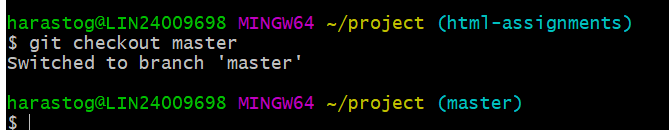 harastog@LIN24009698 MINGW64 ~/project (html-assignments)
$ git checkout master
Switched to branch 'master'
harastog@LIN24009698 MINGW64 ~/project (master)
$